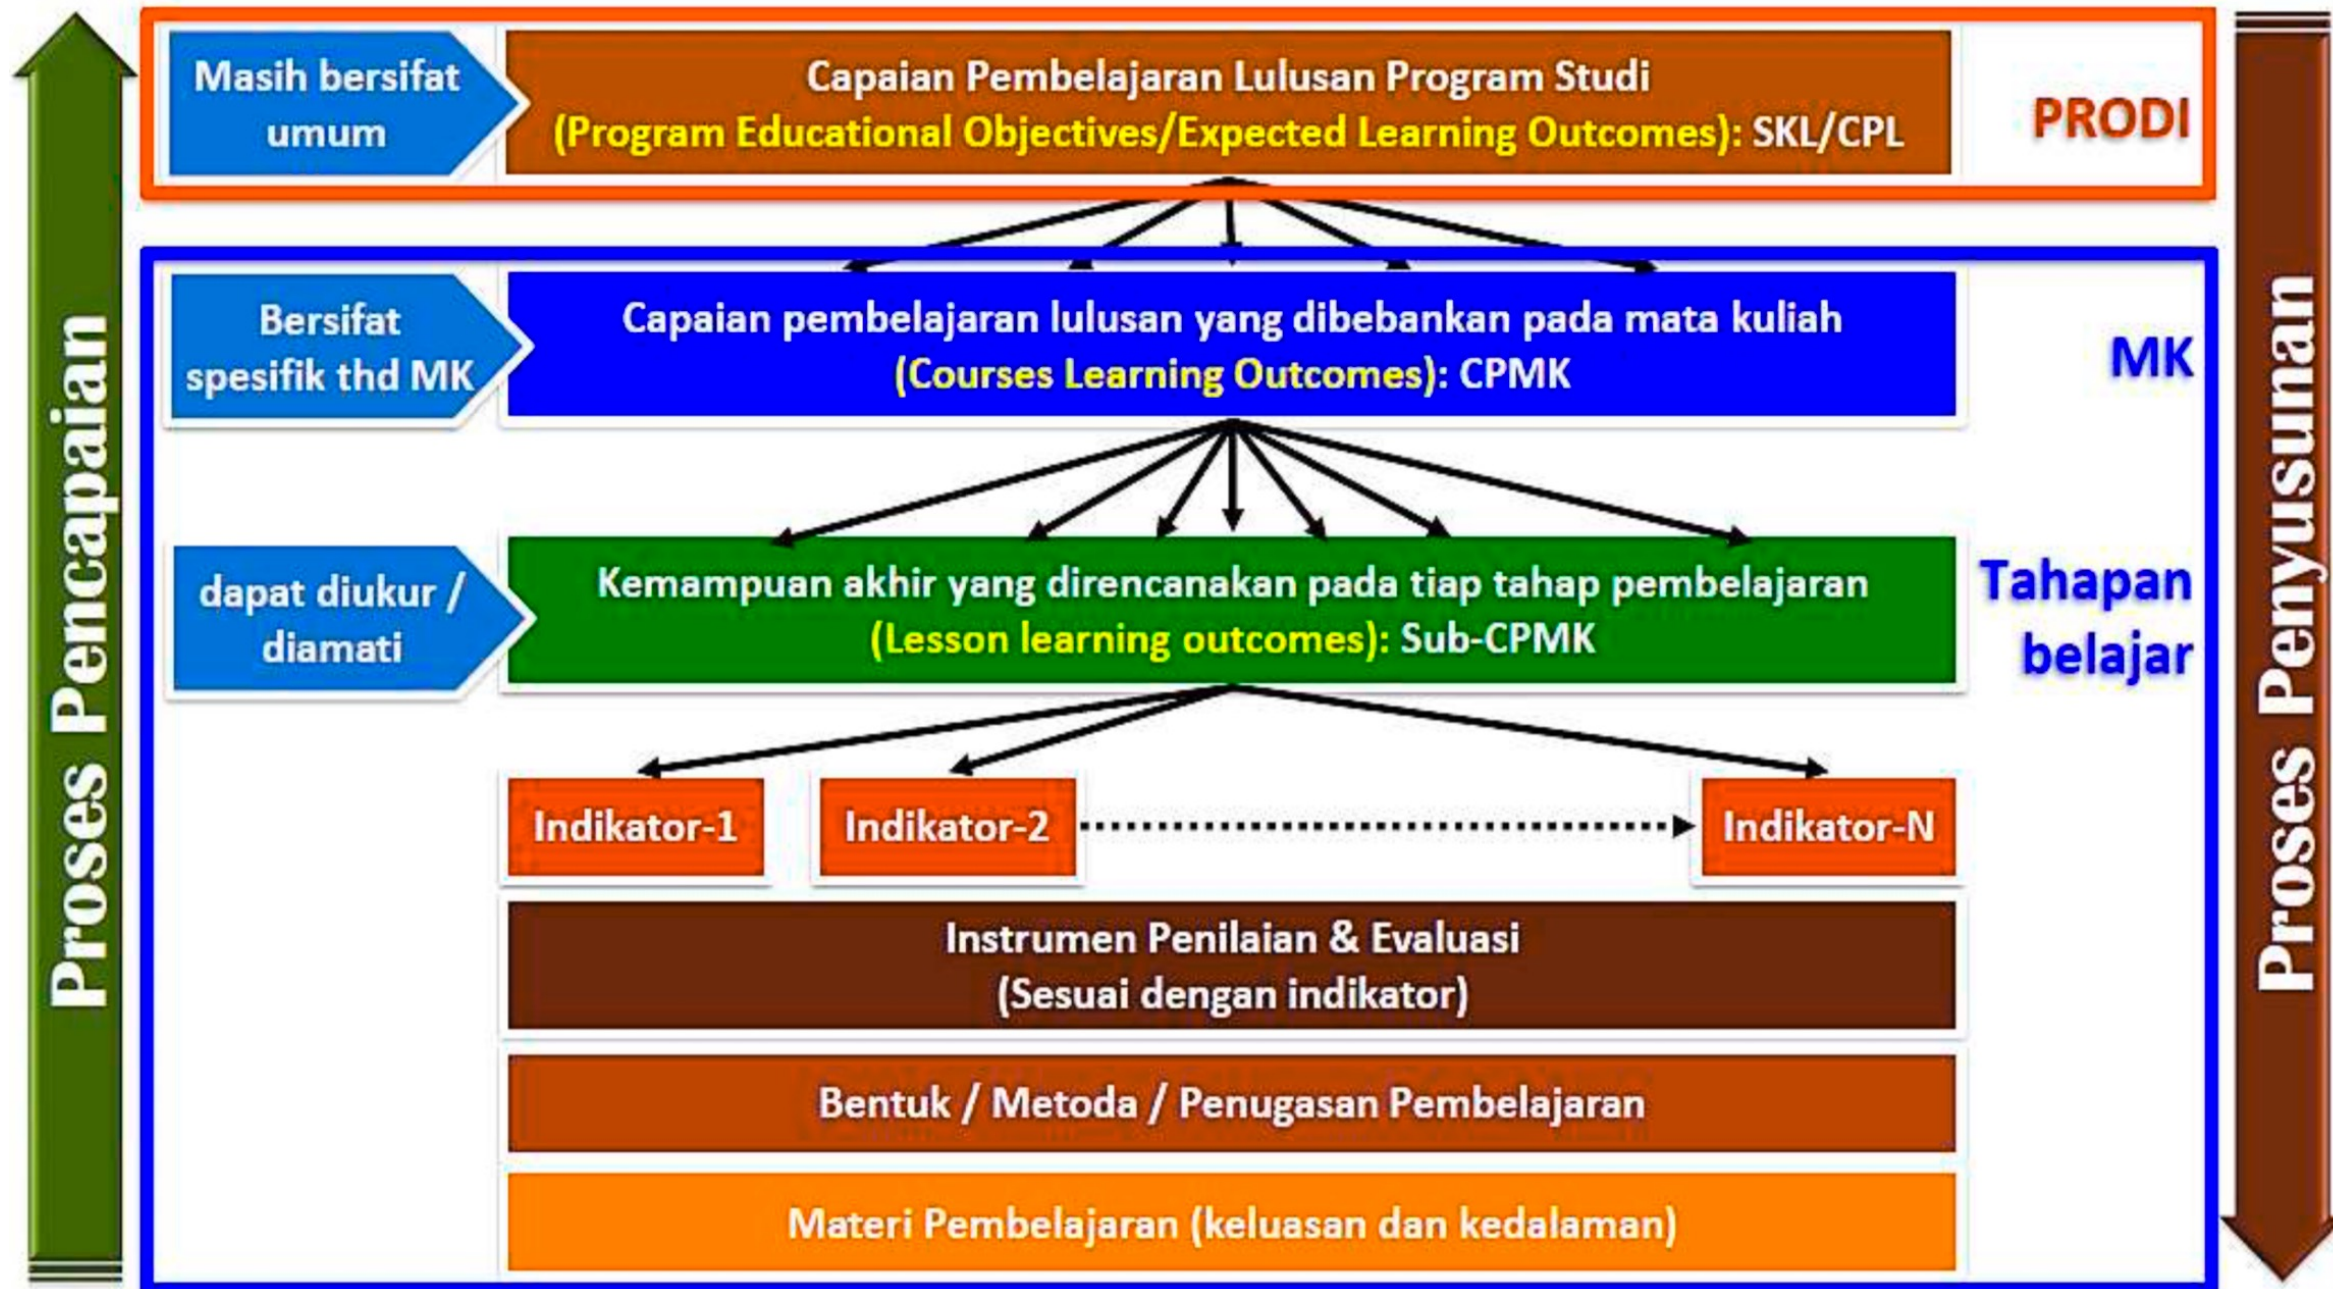 Proses Pencapaian
Masih bersifat
umum
Capaian Pembelajaran Lulusan Program Studi
(Program Educational Objectives/Expected Learning Outcomes): SKL/CPL
PRODI
Bersifat
spesifik thd MK
Capaian pembelajaran lulusan yang dibebankan pada mata kuliah
(Courses Learning Outcomes): CPMK
MK
dapat diukur /
diamati
Kemampuan akhir yang direncanakan pada tiap tahap pembelajaran
(Lesson learning outcomes): Sub-CPMK
Tahapan
belajar
Indikator-1
Indikator-2
Indikator-N
Instrumen Penilaian & Evaluasi
(Sesuai dengan indikator)
Bentuk / Metoda / Penugasan Pembelajaran
Materi Pembelajaran (keluasan dan kedalaman)
Proses Penyusunan